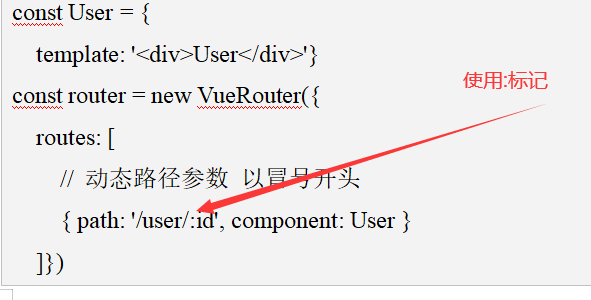 const User = {
template: '<div>User</div>'}
使用:标记
const router = new VueRouter({
routes: [
// 动态路径参数 以冒号开头
{ path: '/user/:id', component: User }
]})